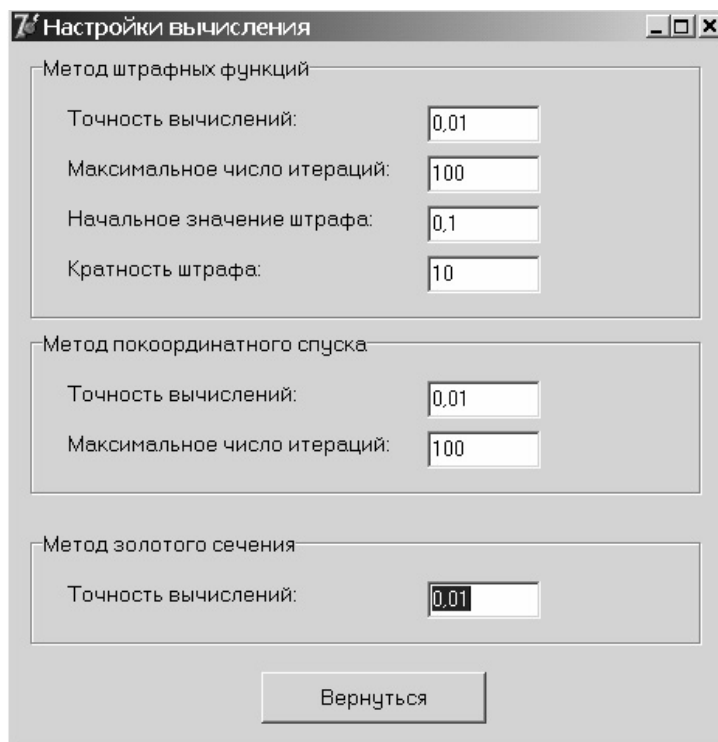 Настройки вычисления
Метод штрафных функций
Точность вычислений: 0,01
Максимальное число итераций: 100
Начальное значение штрафа: 0,1
Кратность штрафа: 10
Метод покоординатного спуска
Точность вычислений: 0,01
Максимальное число итераций: 100
Метод золотого сечения
Точность вычислений: 0,01
Вернуться